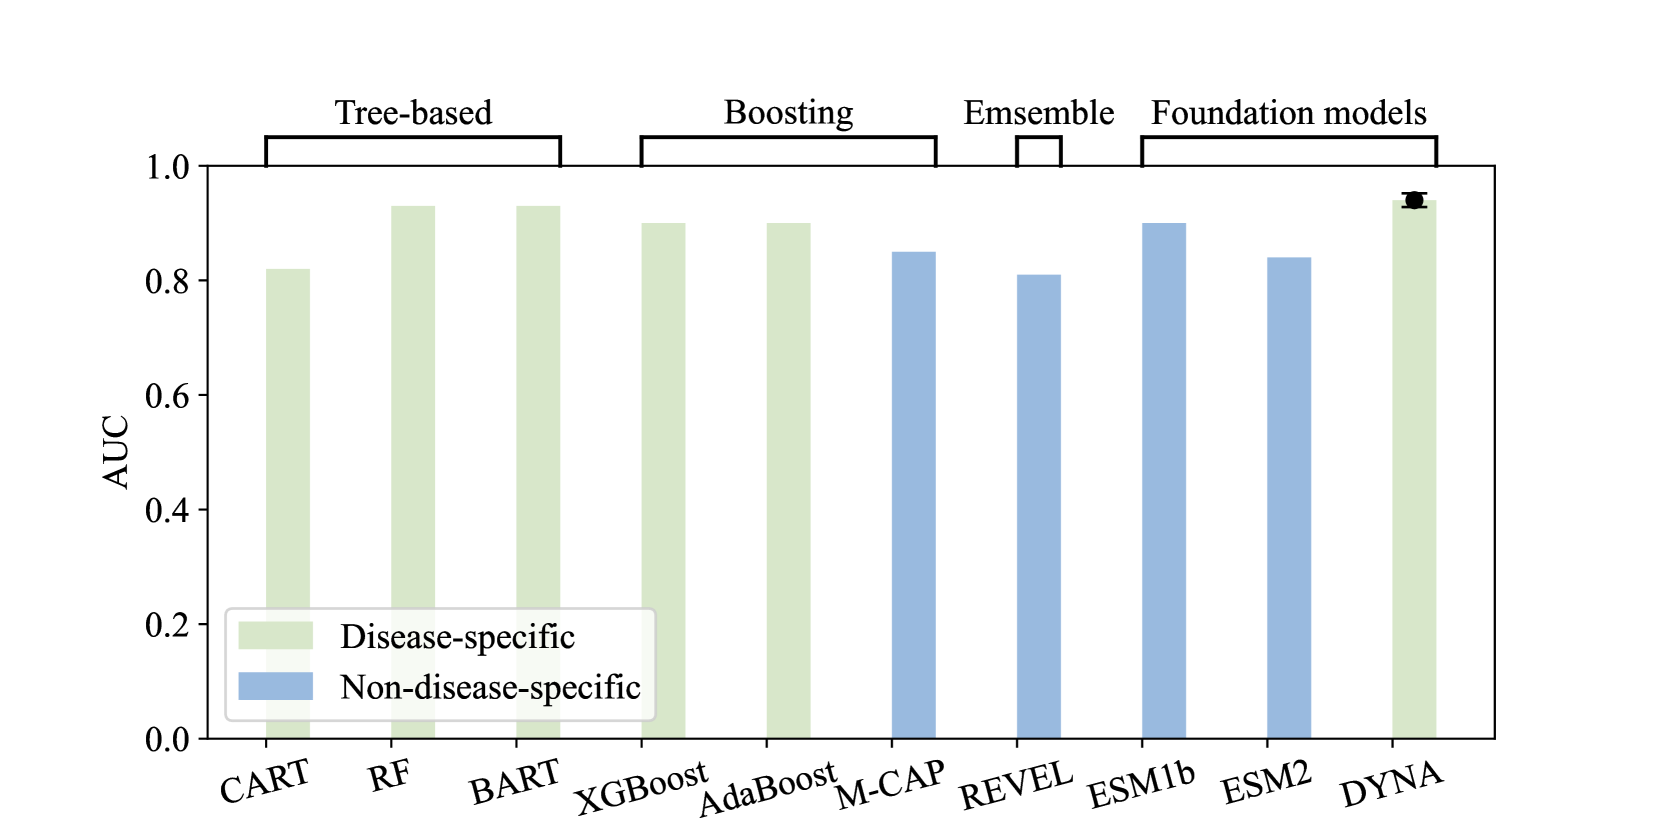 Tree-based
Boosting
Emsemble
Foundation models
1.0
0.8
0.6
0.4
0.2
0.0
AUC
Disease-specific
Non-disease-specific
CART
RF
BART
XGBoost
AdaBoost
M-CAP
REVEL
ESM1b
ESM2
DYNA